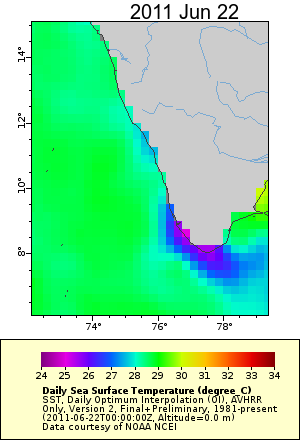 2011 Jun 22
14°
12°
10°
8°
74° 76° 78°
24 25 26 27 28 29 30 31 32 33 34
Daily Sea Surface Temperature (degree_C)
SST, Daily Optimum Interpolation (OI), AVHRR
Only, Version 2, Final+Preliminary, 1981-present
(2011-06-22T00:00:00Z, Altitude=0.0 m)
Data courtesy of NOAA NCEI